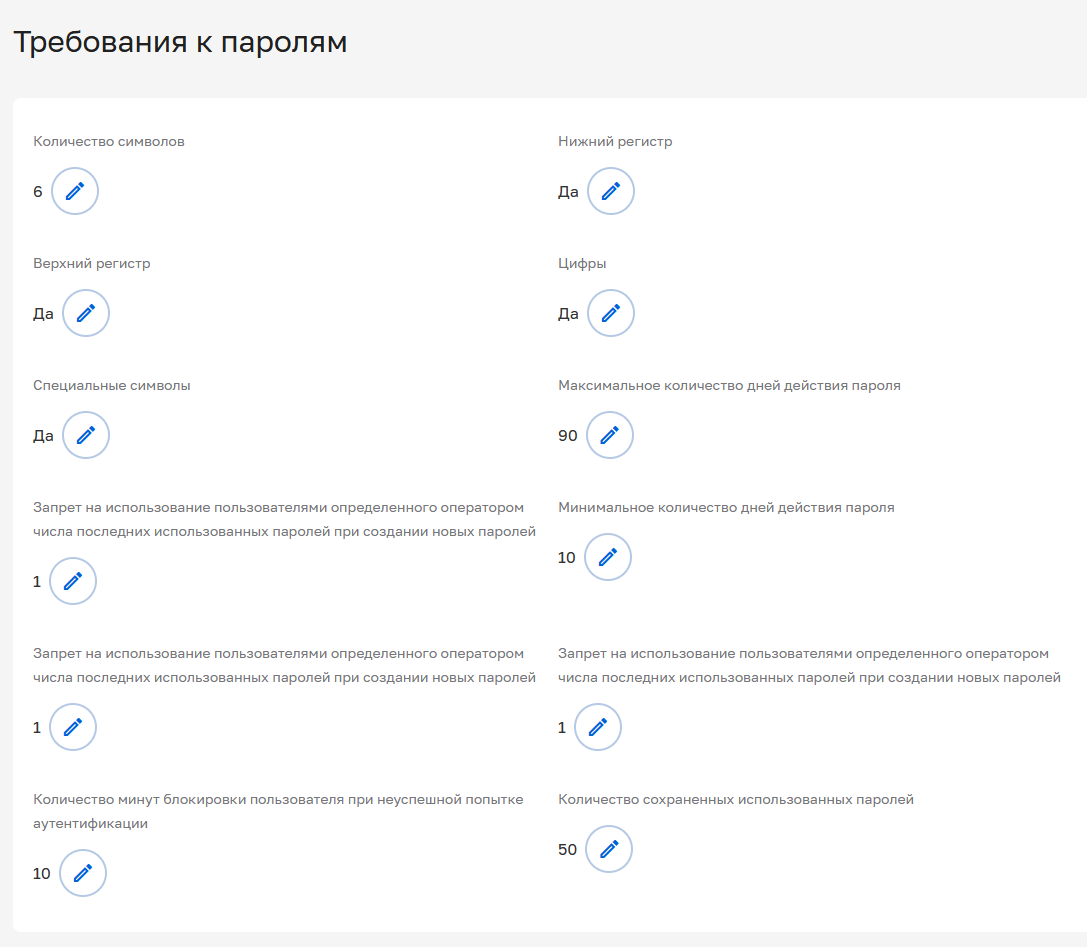 Требования к паролям
Количество символов
6
Нижний регистр
Да
Верхний регистр
Да
Цифры
Да
Специальные символы
Да
Максимальное количество дней действия пароля
90
Запрет на использование пользователями определенного оператором
числа последних использованных паролей при создании новых паролей
1
Минимальное количество дней действия пароля
10
Запрет на использование пользователями определенного оператором
числа последних использованных паролей при создании новых паролей
1
Запрет на использование пользователями определенного оператором
числа последних использованных паролей при создании новых паролей
1
Количество минут блокировки пользователя при неуспешной попытке
аутентификации
10
Количество сохраненных использованных паролей
50